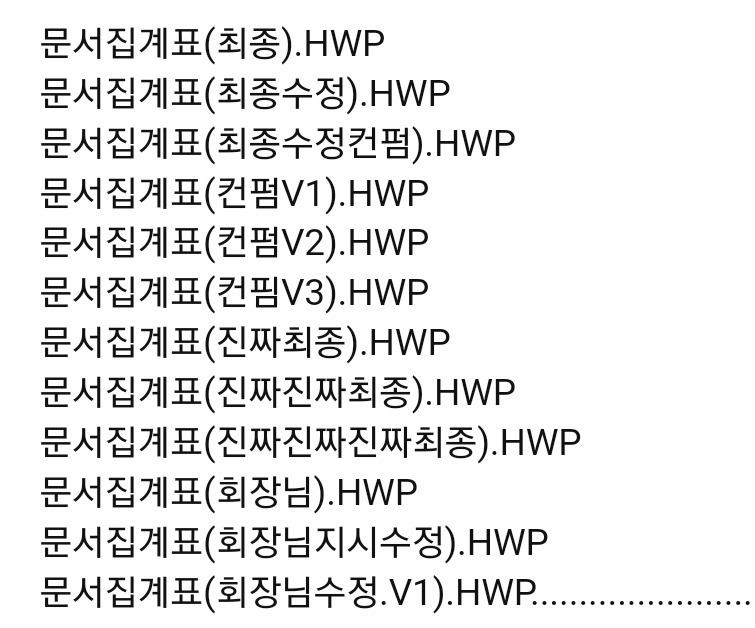 문서집계표(최종).HWP
문서집계표(최종수정).HWP
문서집계표(최종수정컨펌).HWP
문서집계표(컨펌V1).HWP
문서집계표(컨펌V2).HWP
문서집계표(컨핌V3).HWP
문서집계표(진짜최종).HWP
문서집계표(진짜진짜최종).HWP
문서집계표(진짜진짜진짜최종).HWP
문서집계표(회장님).HWP
문서집계표(회장님지시수정).HWP
문서집계표(회장님수정.V1).HWP.......................